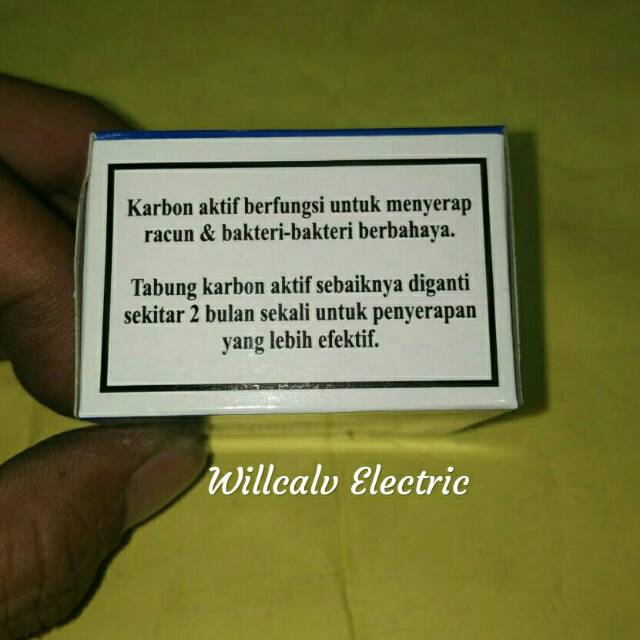 Karbon aktif berfungsi untuk menyerap
racun & bakteri-bakteri berbahaya.
Tabung karbon aktif sebaiknya diganti
sekitar 2 bulan sekali untuk penyerapan
yang lebih efektif.
Willcalv Electric